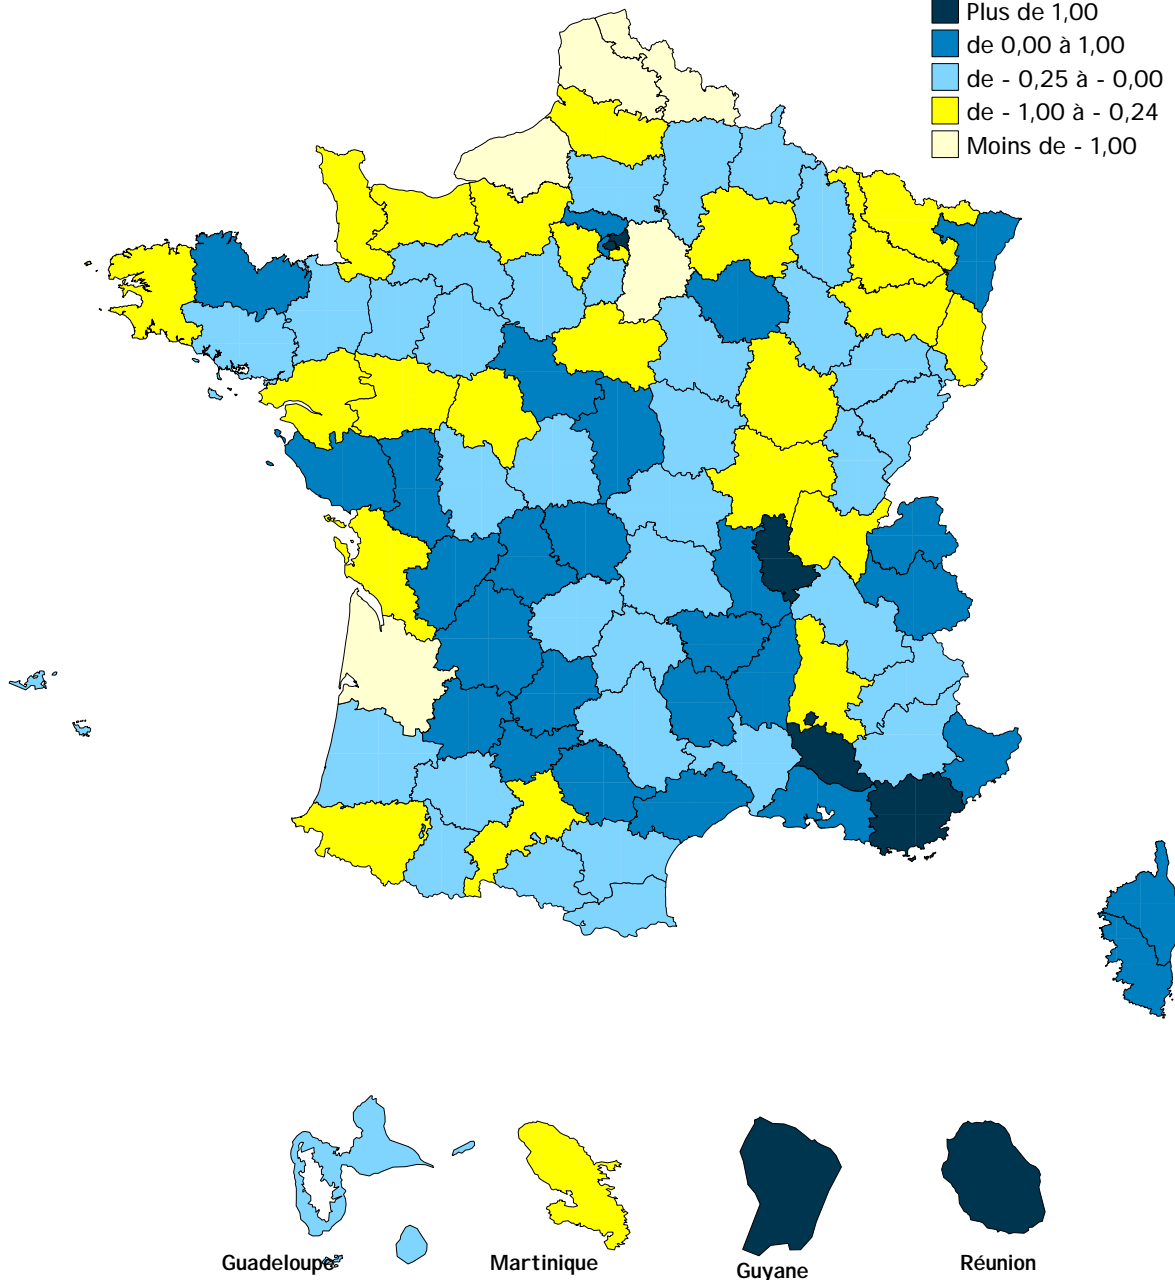 Plus de 1,00
de 0,00 à 1,00
de - 0,25 à - 0,00
de - 1,00 à - 0,24
Moins de - 1,00
Guadeloupe
Martinique
Guyane
Réunion